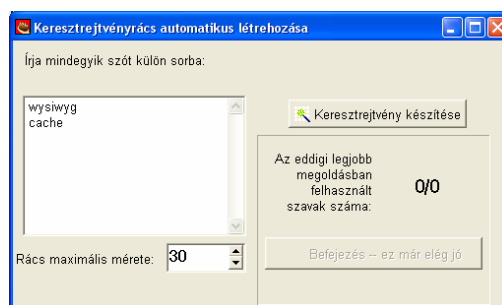 Keresztrejtvényrács automatikus létrehozása
Írja mindegyik szót külön sorba:
wysiwyg
cache
Keresztrejtvény készítése
Az eddigi legjobb
megoldásban
felhasznált
szavak száma:
0/0
Rács maximális mérete:
30
Befejezés -- ez már elég jó